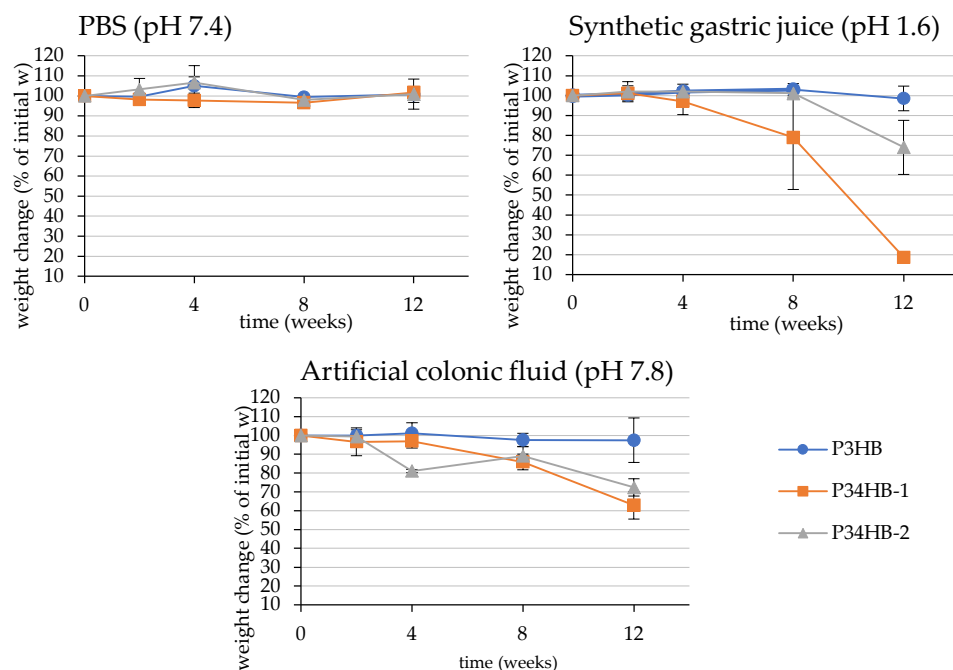 PBS (pH 7.4)
weight change (% of initial w)
120
110
100
90
80
70
60
50
40
30
20
10
0 4 8 12
time (weeks)
Synthetic gastric juice (pH 1.6)
weight change (% of initial w)
120
110
100
90
80
70
60
50
40
30
20
10
0 4 8 12
time (weeks)
Artificial colonic fluid (pH 7.8)
weight change (% of initial w)
120
110
100
90
80
70
60
50
40
30
20
10
0 4 8 12
time (weeks)
P3HB
P34HB-1
P34HB-2